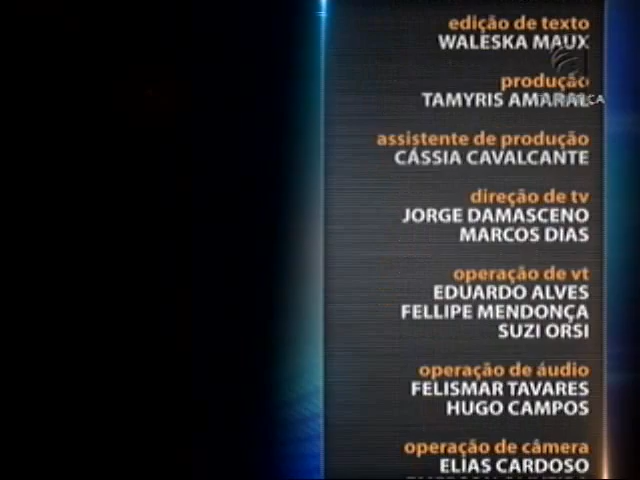 edição de texto
WALESKA MAUX
produção
TAMYRIS AMARAL
assistente de produção
CÁSSIA CAVALCANTE
direção de tv
JORGE DAMASCENO
MARCOS DIAS
operação de vt
EDUARDO ALVES
FELLIPE MENDONÇA
SUZI ORSI
operação de áudio
FELISMAR TAVARES
HUGO CAMPOS
operação de câmera
ELIAS CARDOSO